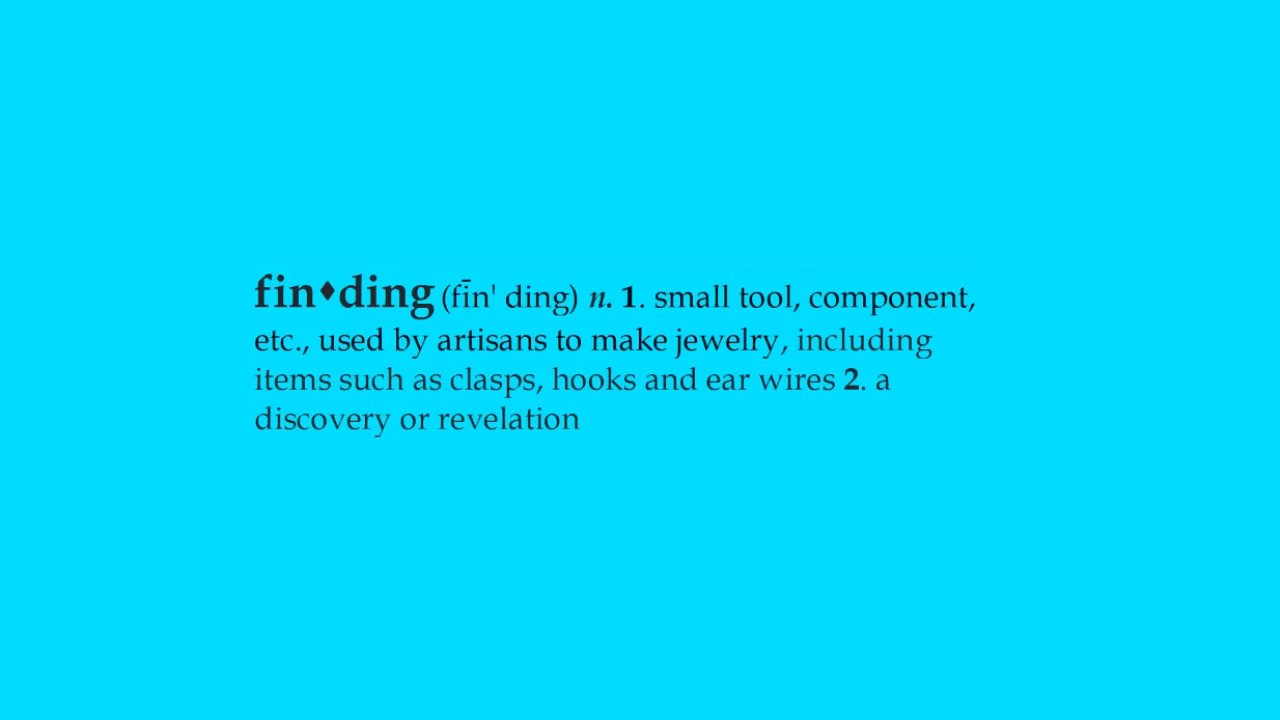 fin♦ding (fīn' ding) n. 1. small tool, component,
etc., used by artisans to make jewelry, including
items such as clasps, hooks and ear wires 2. a
discovery or revelation